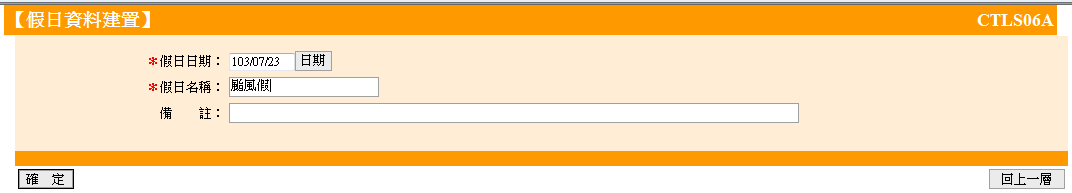 【假日資料建置】 CTLS06A
*假日日期： 103/07/23 日期
*假日名稱： 颱風假
備 註：
確 定 回上一層